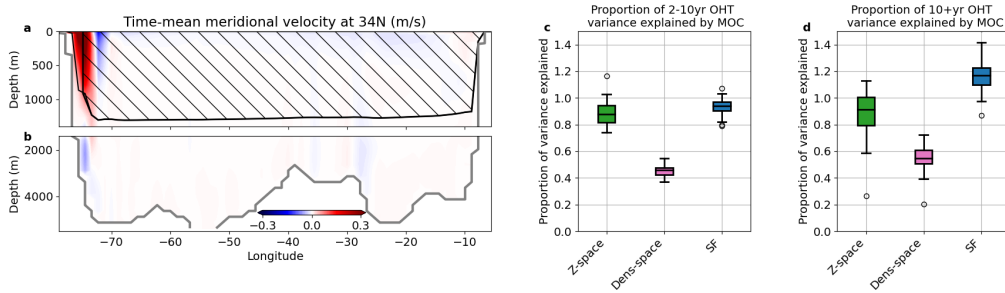 a
Time-mean meridional velocity at 34N (m/s)
0
500
1000
Depth (m)
b
2000
4000
Depth (m)
−0.3 0.0 0.3
−70 −60 −50 −40 −30 −20 −10
Longitude
c
Proportion of 2-10yr OHT
variance explained by MOC
Proportion of variance explained
1.4
1.2
1.0
0.8
0.6
0.4
0.2
0.0
Z-space
Dens-space
SF
d
Proportion of 10+yr OHT
variance explained by MOC
Proportion of variance explained
1.4
1.2
1.0
0.8
0.6
0.4
0.2
0.0
Z-space
Dens-space
SF